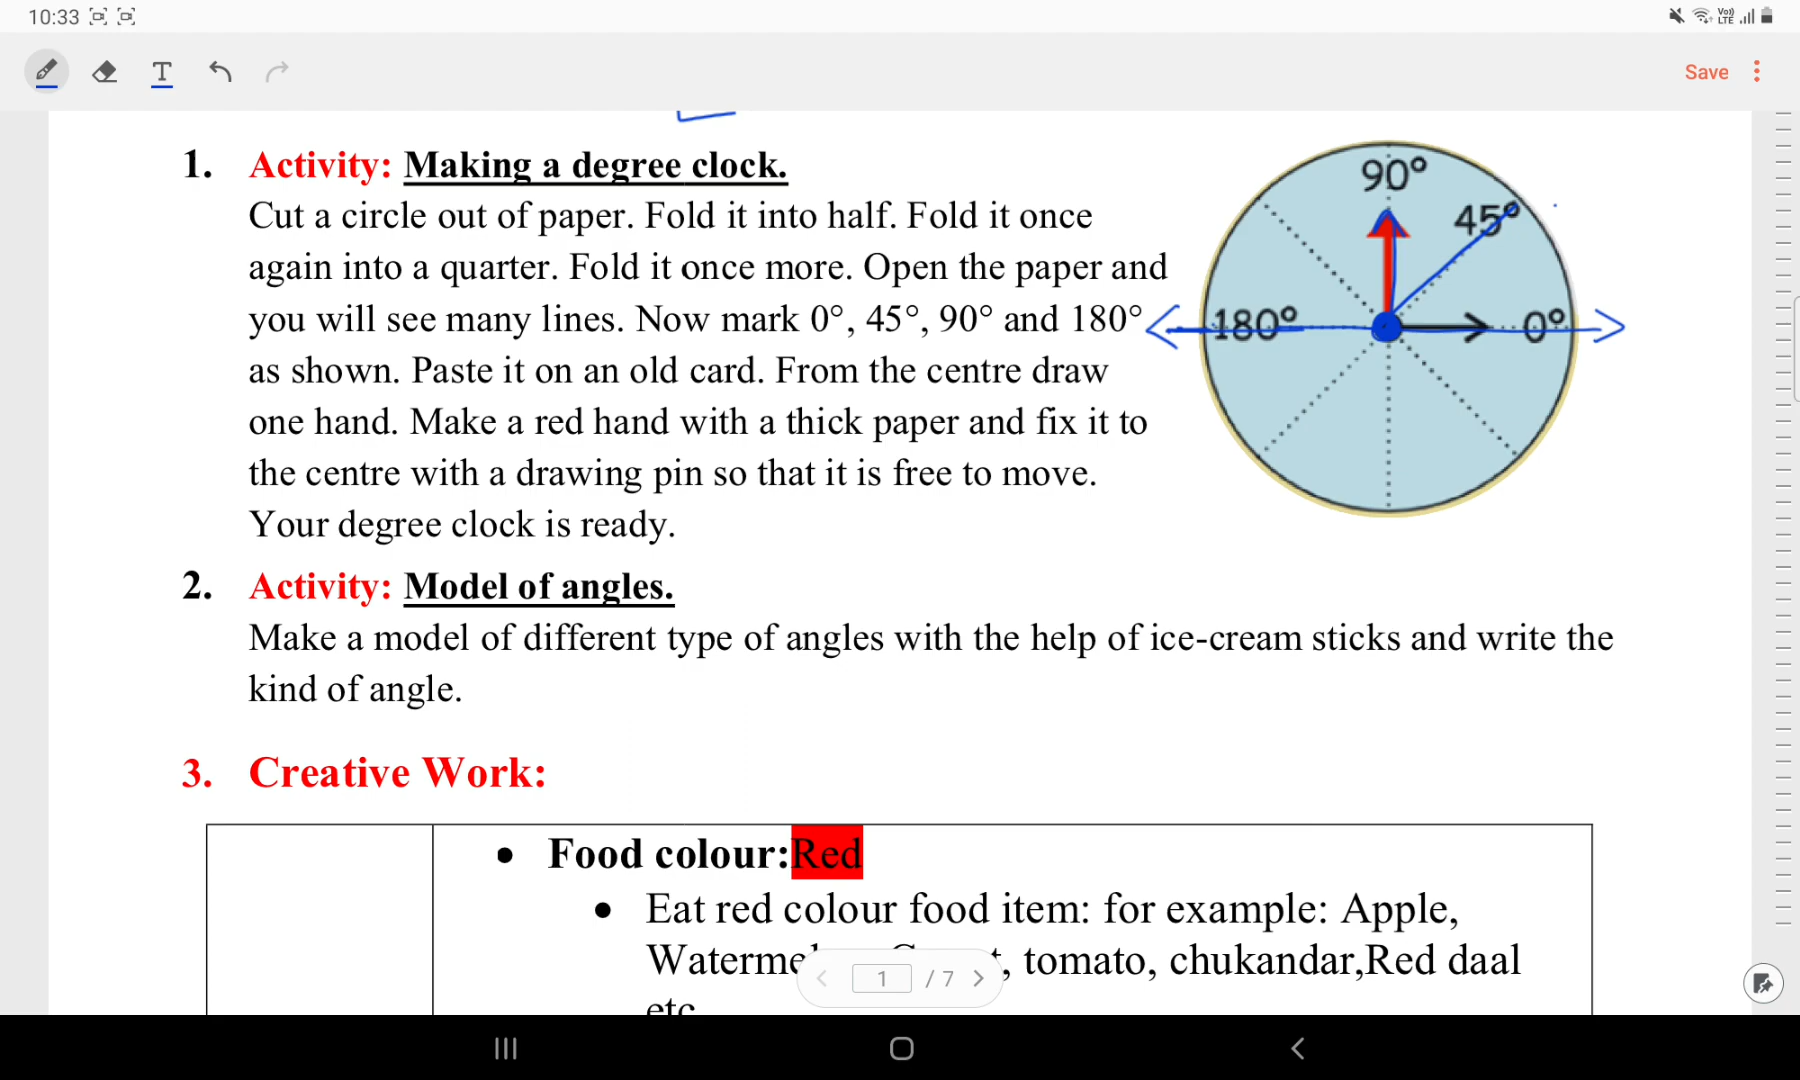 10:33
Vo))
LTE
Save
1. Activity: Making a degree clock.
Cut a circle out of paper. Fold it into half. Fold it once
again into a quarter. Fold it once more. Open the paper and
you will see many lines. Now mark 0°, 45°, 90° and 180°
as shown. Paste it on an old card. From the centre draw
one hand. Make a red hand with a thick paper and fix it to
the centre with a drawing pin so that it is free to move.
Your degree clock is ready.
90°
45°
180°
0°
2. Activity: Model of angles.
Make a model of different type of angles with the help of ice-cream sticks and write the
kind of angle.
3. Creative Work:
• Food colour:Red
• Eat red colour food item: for example: Apple,
tomato, chukandar,Red daal
etc
1 / 7